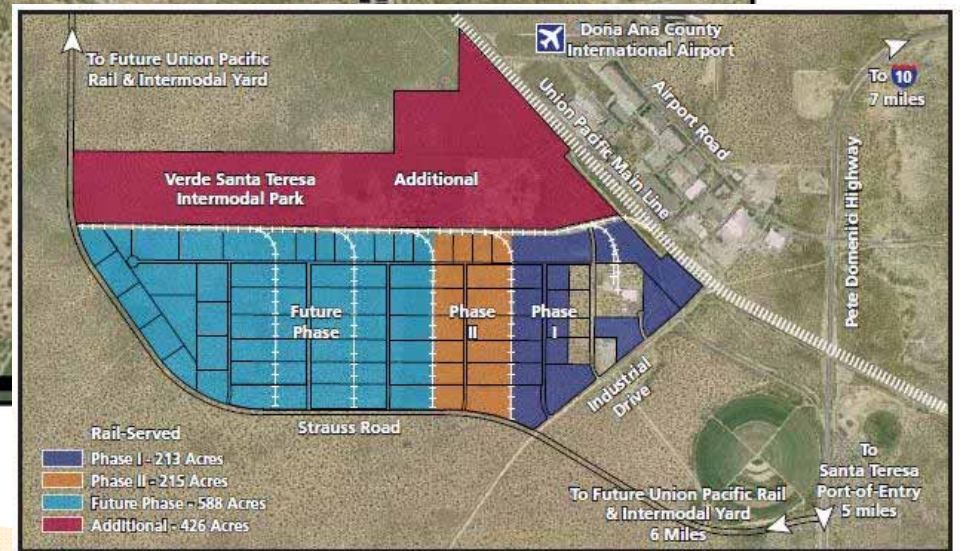 Doña Ana County
International Airport
To Future Union Pacific
Rail & Intermodal Yard
To 10
7 miles
Airport Road
Union Pacific Main Line
Pete Domenici Highway
Verde Santa Teresa
Intermodal Park
Additional
Future
Phase
Phase
II
Phase
I
Industrial
Drive
Strauss Road
Rail-Served
Phase I - 213 Acres
Phase II - 215 Acres
Future Phase - 588 Acres
Additional - 426 Acres
To Future Union Pacific Rail
& Intermodal Yard
6 Miles
To
Santa Teresa
Port-of-Entry
5 miles